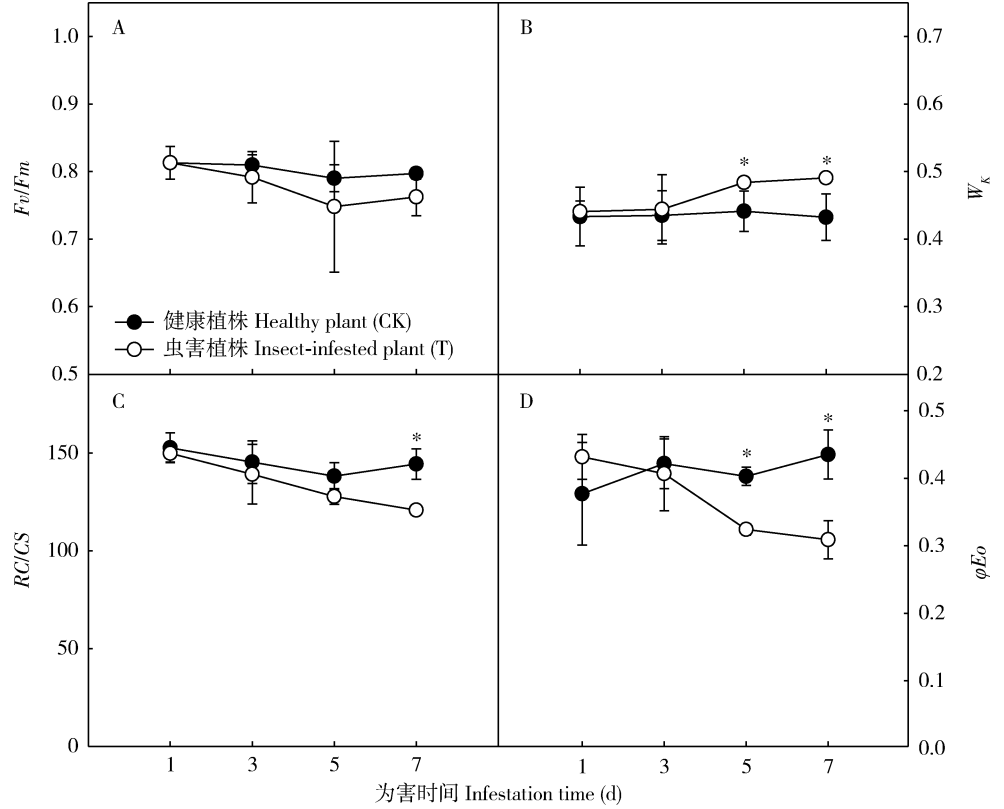 A
B
1.0
0.9
0.8
0.7
0.6
0.5
Fv/Fm
0.7
0.6
0.5
0.4
0.3
0.2
W_K
* *
健康植株 Healthy plant (CK)
虫害植株 Insect-infested plant (T)
C
D
150
100
50
0
RC/CS
*
* *
0.5
0.4
0.3
0.2
0.1
0.0
φEo
1 3 5 7
1 3 5 7
为害时间 Infestation time (d)